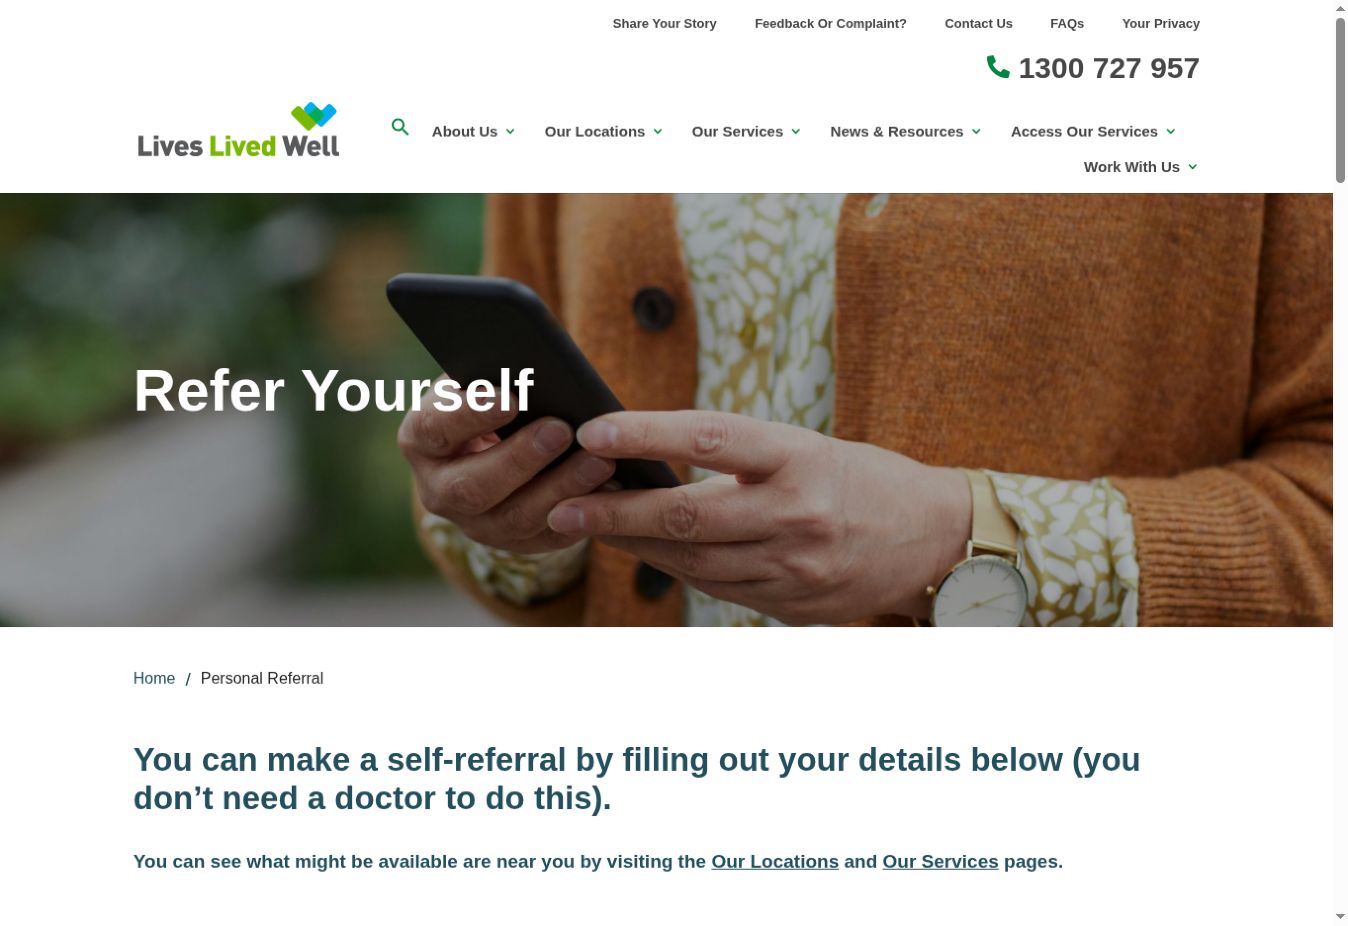 Share Your Story Feedback Or Complaint? Contact Us FAQs Your Privacy
1300 727 957
Lives Lived Well
About Us Our Locations Our Services News & Resources Access Our Services
Work With Us
Refer Yourself
Home / Personal Referral
You can make a self-referral by filling out your details below (you
don’t need a doctor to do this).
You can see what might be available are near you by visiting the Our Locations and Our Services pages.